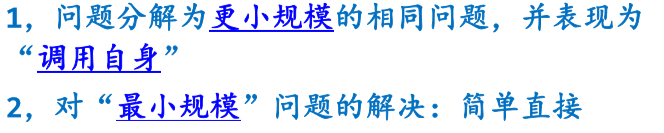 1，问题分解为更小规模的相同问题，并表现为
“调用自身”
2，对“最小规模”问题的解决：简单直接